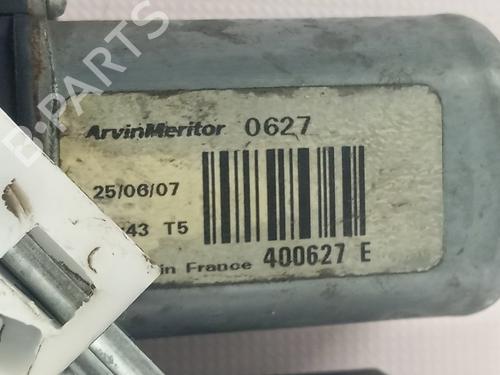 ArvinMeritor 0627
25/06/07
43 T5
in France 400627 E
B-PARTS